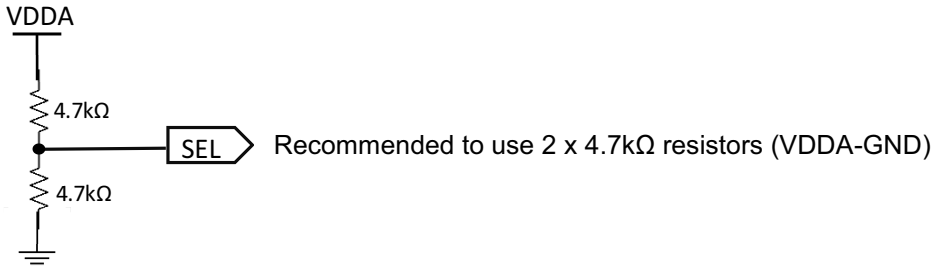 VDDA
4.7kΩ
SEL Recommended to use 2 x 4.7kΩ resistors (VDDA-GND)
4.7kΩ